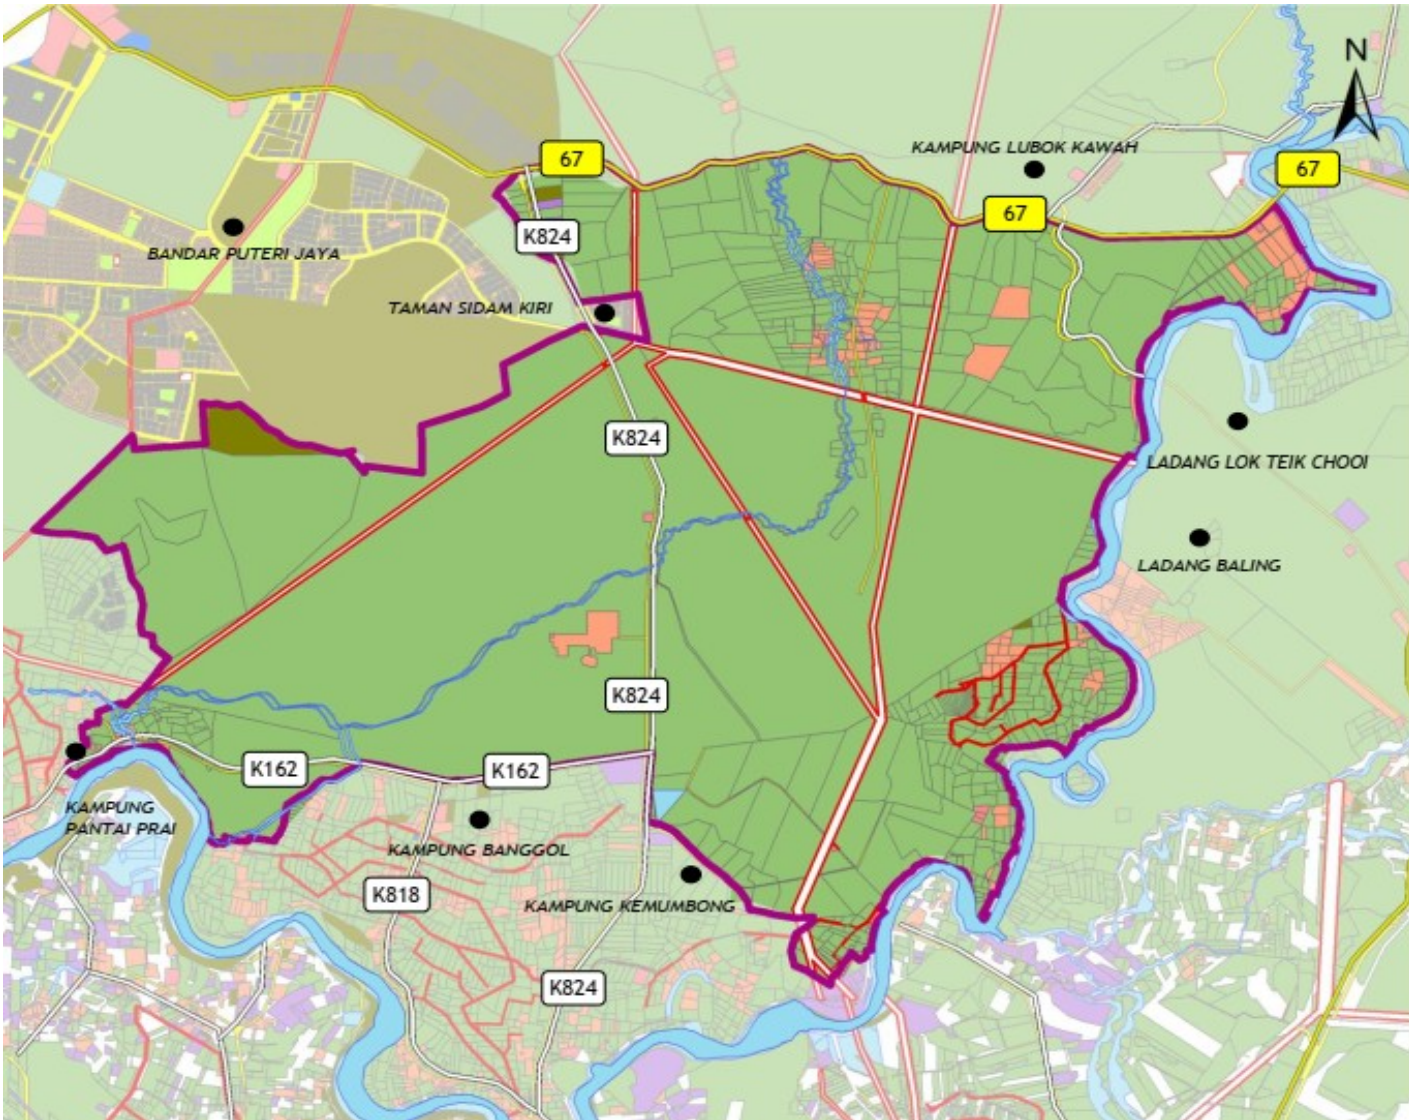 N
67
KAMPUNG LUBOK KAWAH
67
67
K824
BANDAR PUTERI JAYA
TAMAN SIDAM KIRI
K824
LADANG LOK TEIK CHOOI
LADANG BALING
K824
K162
K162
KAMPUNG
PANTAI PRAI
KAMPUNG BANGGOL
K818
KAMPUNG KEMUMBONG
K824